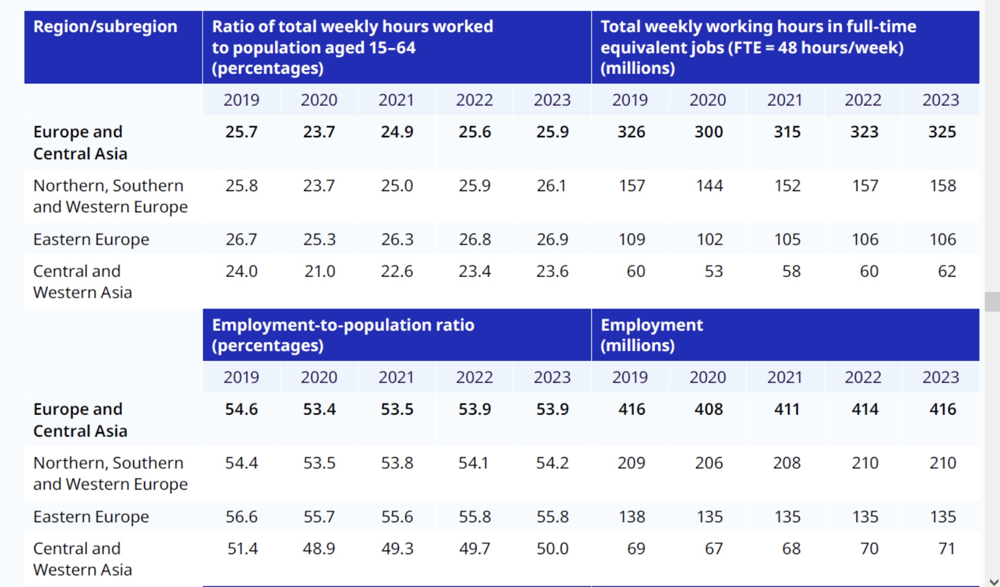 Region/subregion Ratio of total weekly hours worked Total weekly working hours in full-time
to population aged 15–64 equivalent jobs (FTE = 48 hours/week)
(percentages) (millions)
2019 2020 2021 2022 2023 2019 2020 2021 2022 2023
Europe and 25.7 23.7 24.9 25.6 25.9 326 300 315 323 325
Central Asia
Northern, Southern 25.8 23.7 25.0 25.9 26.1 157 144 152 157 158
and Western Europe
Eastern Europe 26.7 25.3 26.3 26.8 26.9 109 102 105 106 106
Central and 24.0 21.0 22.6 23.4 23.6 60 53 58 60 62
Western Asia
Employment-to-population ratio Employment
(percentages) (millions)
2019 2020 2021 2022 2023 2019 2020 2021 2022 2023
Europe and 54.6 53.4 53.5 53.9 53.9 416 408 411 414 416
Central Asia
Northern, Southern 54.4 53.5 53.8 54.1 54.2 209 206 208 210 210
and Western Europe
Eastern Europe 56.6 55.7 55.6 55.8 55.8 138 135 135 135 135
Central and 51.4 48.9 49.3 49.7 50.0 69 67 68 70 71
Western Asia